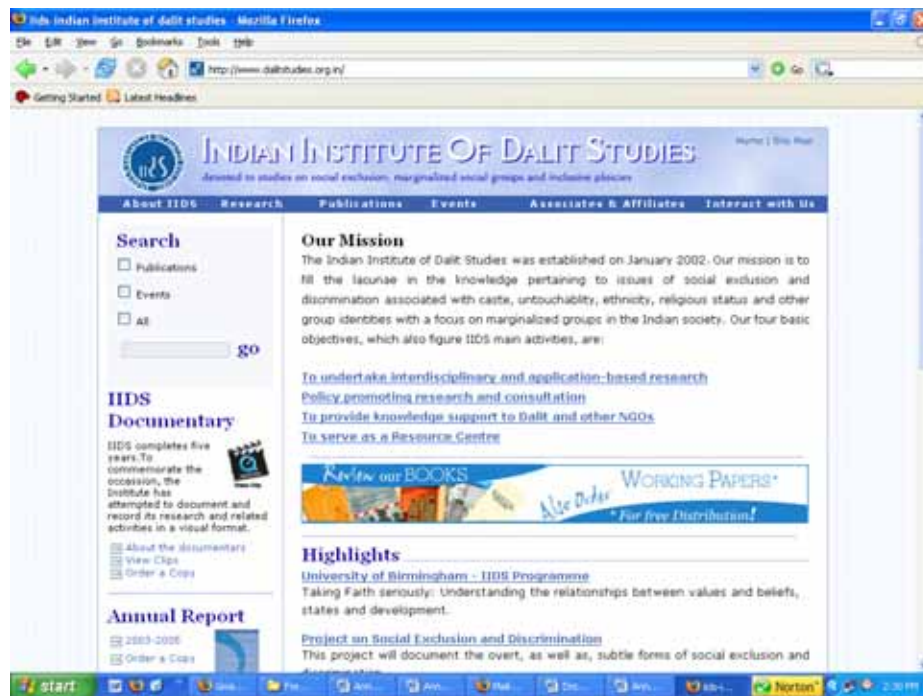 iids-indian institute of dalit studies - Mozilla Firefox
File Edit View Go Bookmarks Tools Help
http://www.dalitstudies.org.in/
Go
Getting Started Latest Headlines
iids
INDIAN INSTITUTE OF DALIT STUDIES
Home | Site Map
devoted to studies on social exclusion, marginalized social groups and inclusive
About IIDS Research Publications Events Associates & Affiliates Interact with Us
Search
Publications
Events
All
go
IIDS
Documentary
IIDS completes five
years.To
commemorate the
occassion, the
Institute has
attempted to document and
record its research and related
activities in a visual format.
About the documentary
View Clips
Order a Copy
Annual Report
Order a Copy
Our Mission
The Indian Institute of Dalit Studies was established on January 2002. Our mission is to
fill the lacunae in the knowledge pertaining to issues of social exclusion and
discrimination associated with caste, untouchablity, ethnicity, religious status and other
group identities with a focus on marginalized groups in the Indian society. Our four basic
objectives, which also figure IIDS main activities, are:
To undertake interdisciplinary and application-based research
Policy promoting research and consultation
To provide knowledge support to Dalit and other NGOs
To serve as a Resource Centre
Review our BOOKS
Also Order
WORKING PAPERS*
*For free Distribution!
Highlights
University of Birmingham - IIDS Programme
Taking Faith seriously: Understanding the relationships between values and beliefs,
states and development.
Project on Social Exclusion and Discrimination
This project will document the overt, as well as, subtle forms of social exclusion and
discrimination
start
Norton
2:30 PM